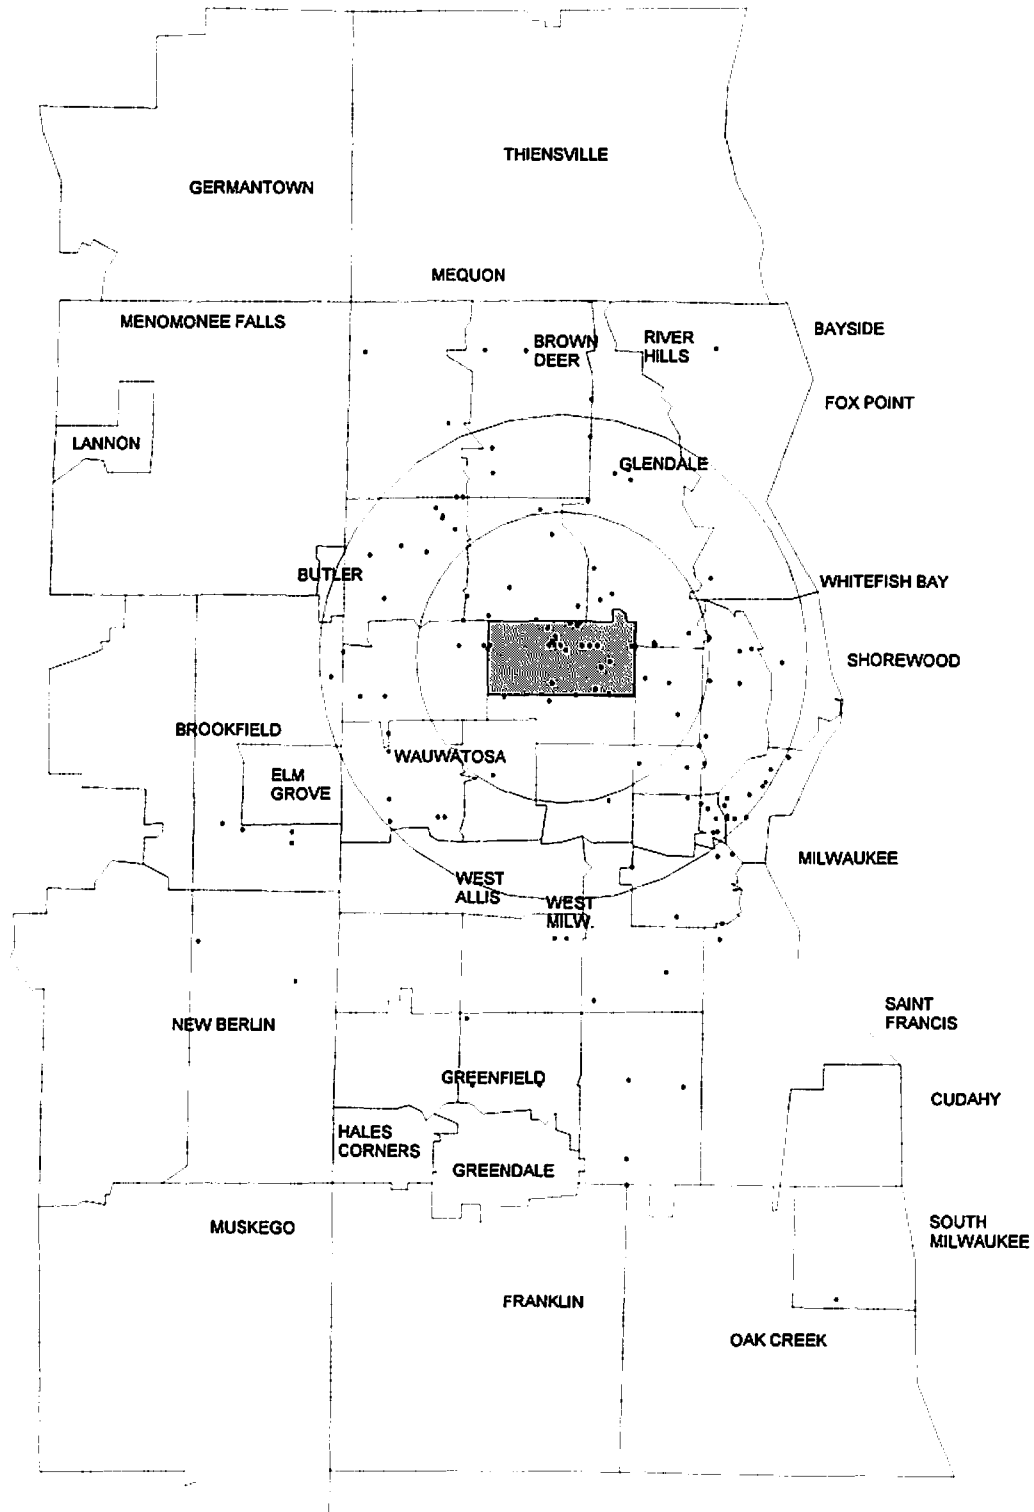 THIENSVILLE
GERMANTOWN
MEQUON
MENOMONEE FALLS
BAYSIDE
BROWN
DEER
RIVER
HILLS
FOX POINT
LANNON
GLENDALE
BUTLER
WHITEFISH BAY
SHOREWOOD
BROOKFIELD
WAUWATOSA
ELM
GROVE
MILWAUKEE
WEST
ALLIS
WEST
MILW.
SAINT
FRANCIS
NEW BERLIN
GREENFIELD
CUDAHY
HALES
CORNERS
GREENDALE
MUSKEGO
SOUTH
MILWAUKEE
FRANKLIN
OAK CREEK